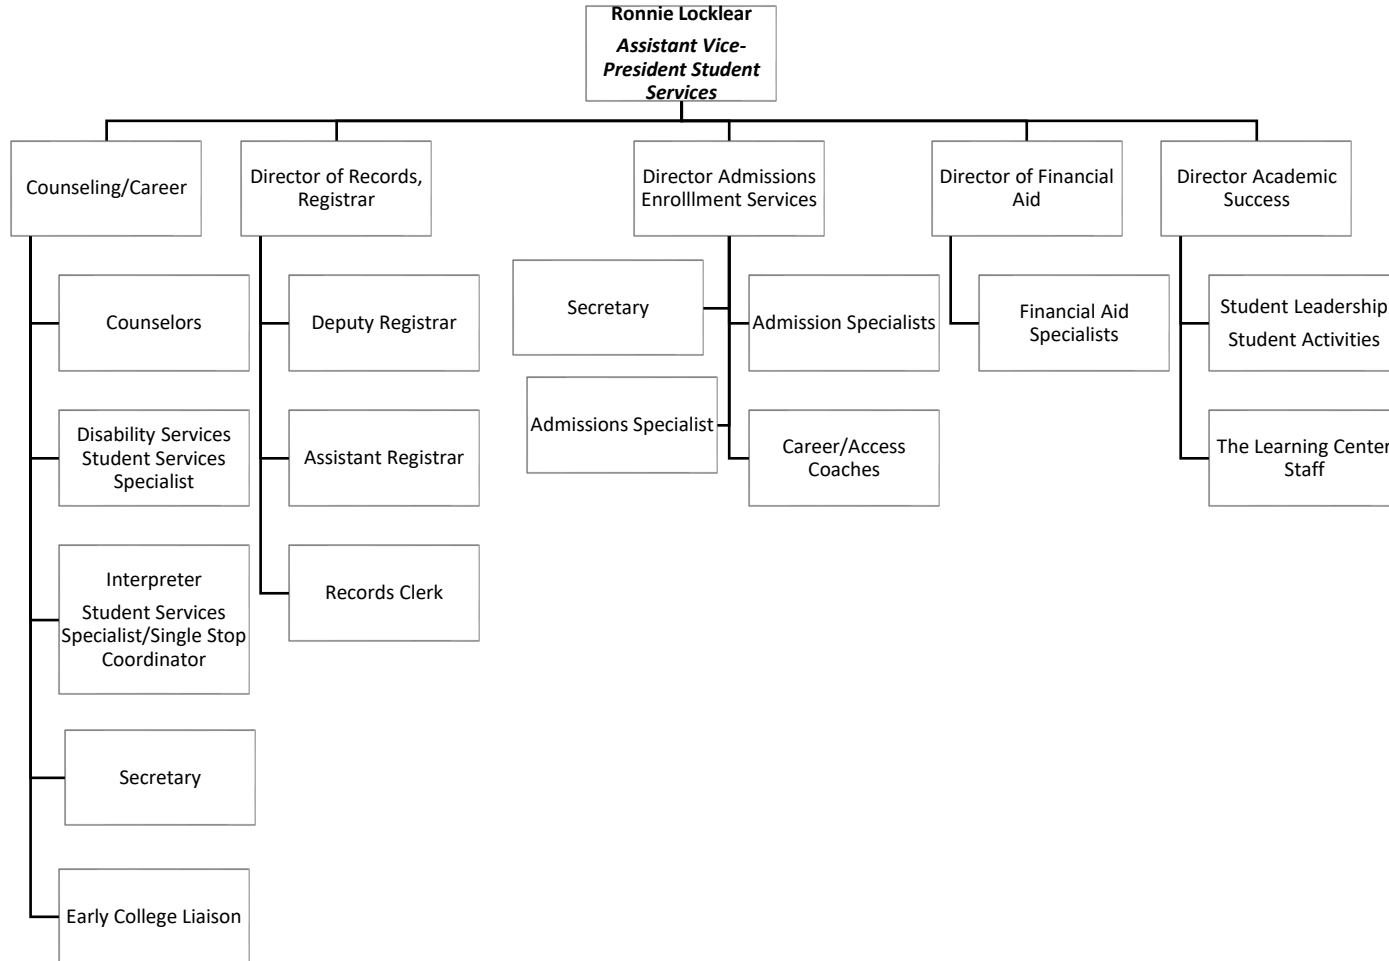 Ronnie Locklear
Assistant Vice-
President Student
Services
Counseling/Career
Director of Records,
Registrar
Director Admissions
Enrolllment Services
Director of Financial
Aid
Director Academic
Success
Counselors
Deputy Registrar
Secretary
Admission Specialists
Financial Aid
Specialists
Student Leadership
Student Activities
Disability Services
Student Services
Specialist
Assistant Registrar
Admissions Specialist
Career/Access
Coaches
The Learning Center
Staff
Interpreter
Student Services
Specialist/Single Stop
Coordinator
Records Clerk
Secretary
Early College Liaison